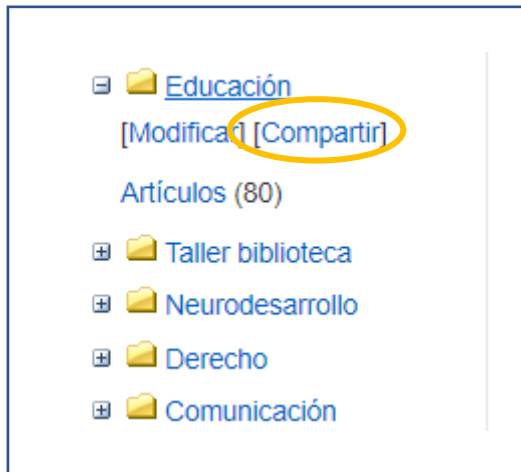 Educación
[Modificar] [Compartir]
Artículos (80)
Taller biblioteca
Neurodesarrollo
Derecho
Comunicación